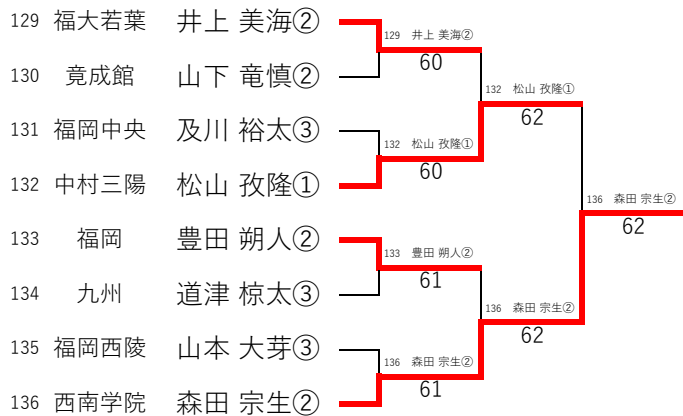 129 福大若葉 井上 美海②
130 竟成館 山下 竜慎②
131 福岡中央 及川 裕太③
132 中村三陽 松山 孜隆①
133 福岡 豊田 朔人②
134 九州 道津 椋太③
135 福岡西陵 山本 大芽③
136 西南学院 森田 宗生②
129 井上 美海②
60
132 松山 孜隆①
60
133 豊田 朔人②
61
136 森田 宗生②
61
132 松山 孜隆①
62
136 森田 宗生②
62
136 森田 宗生②
62